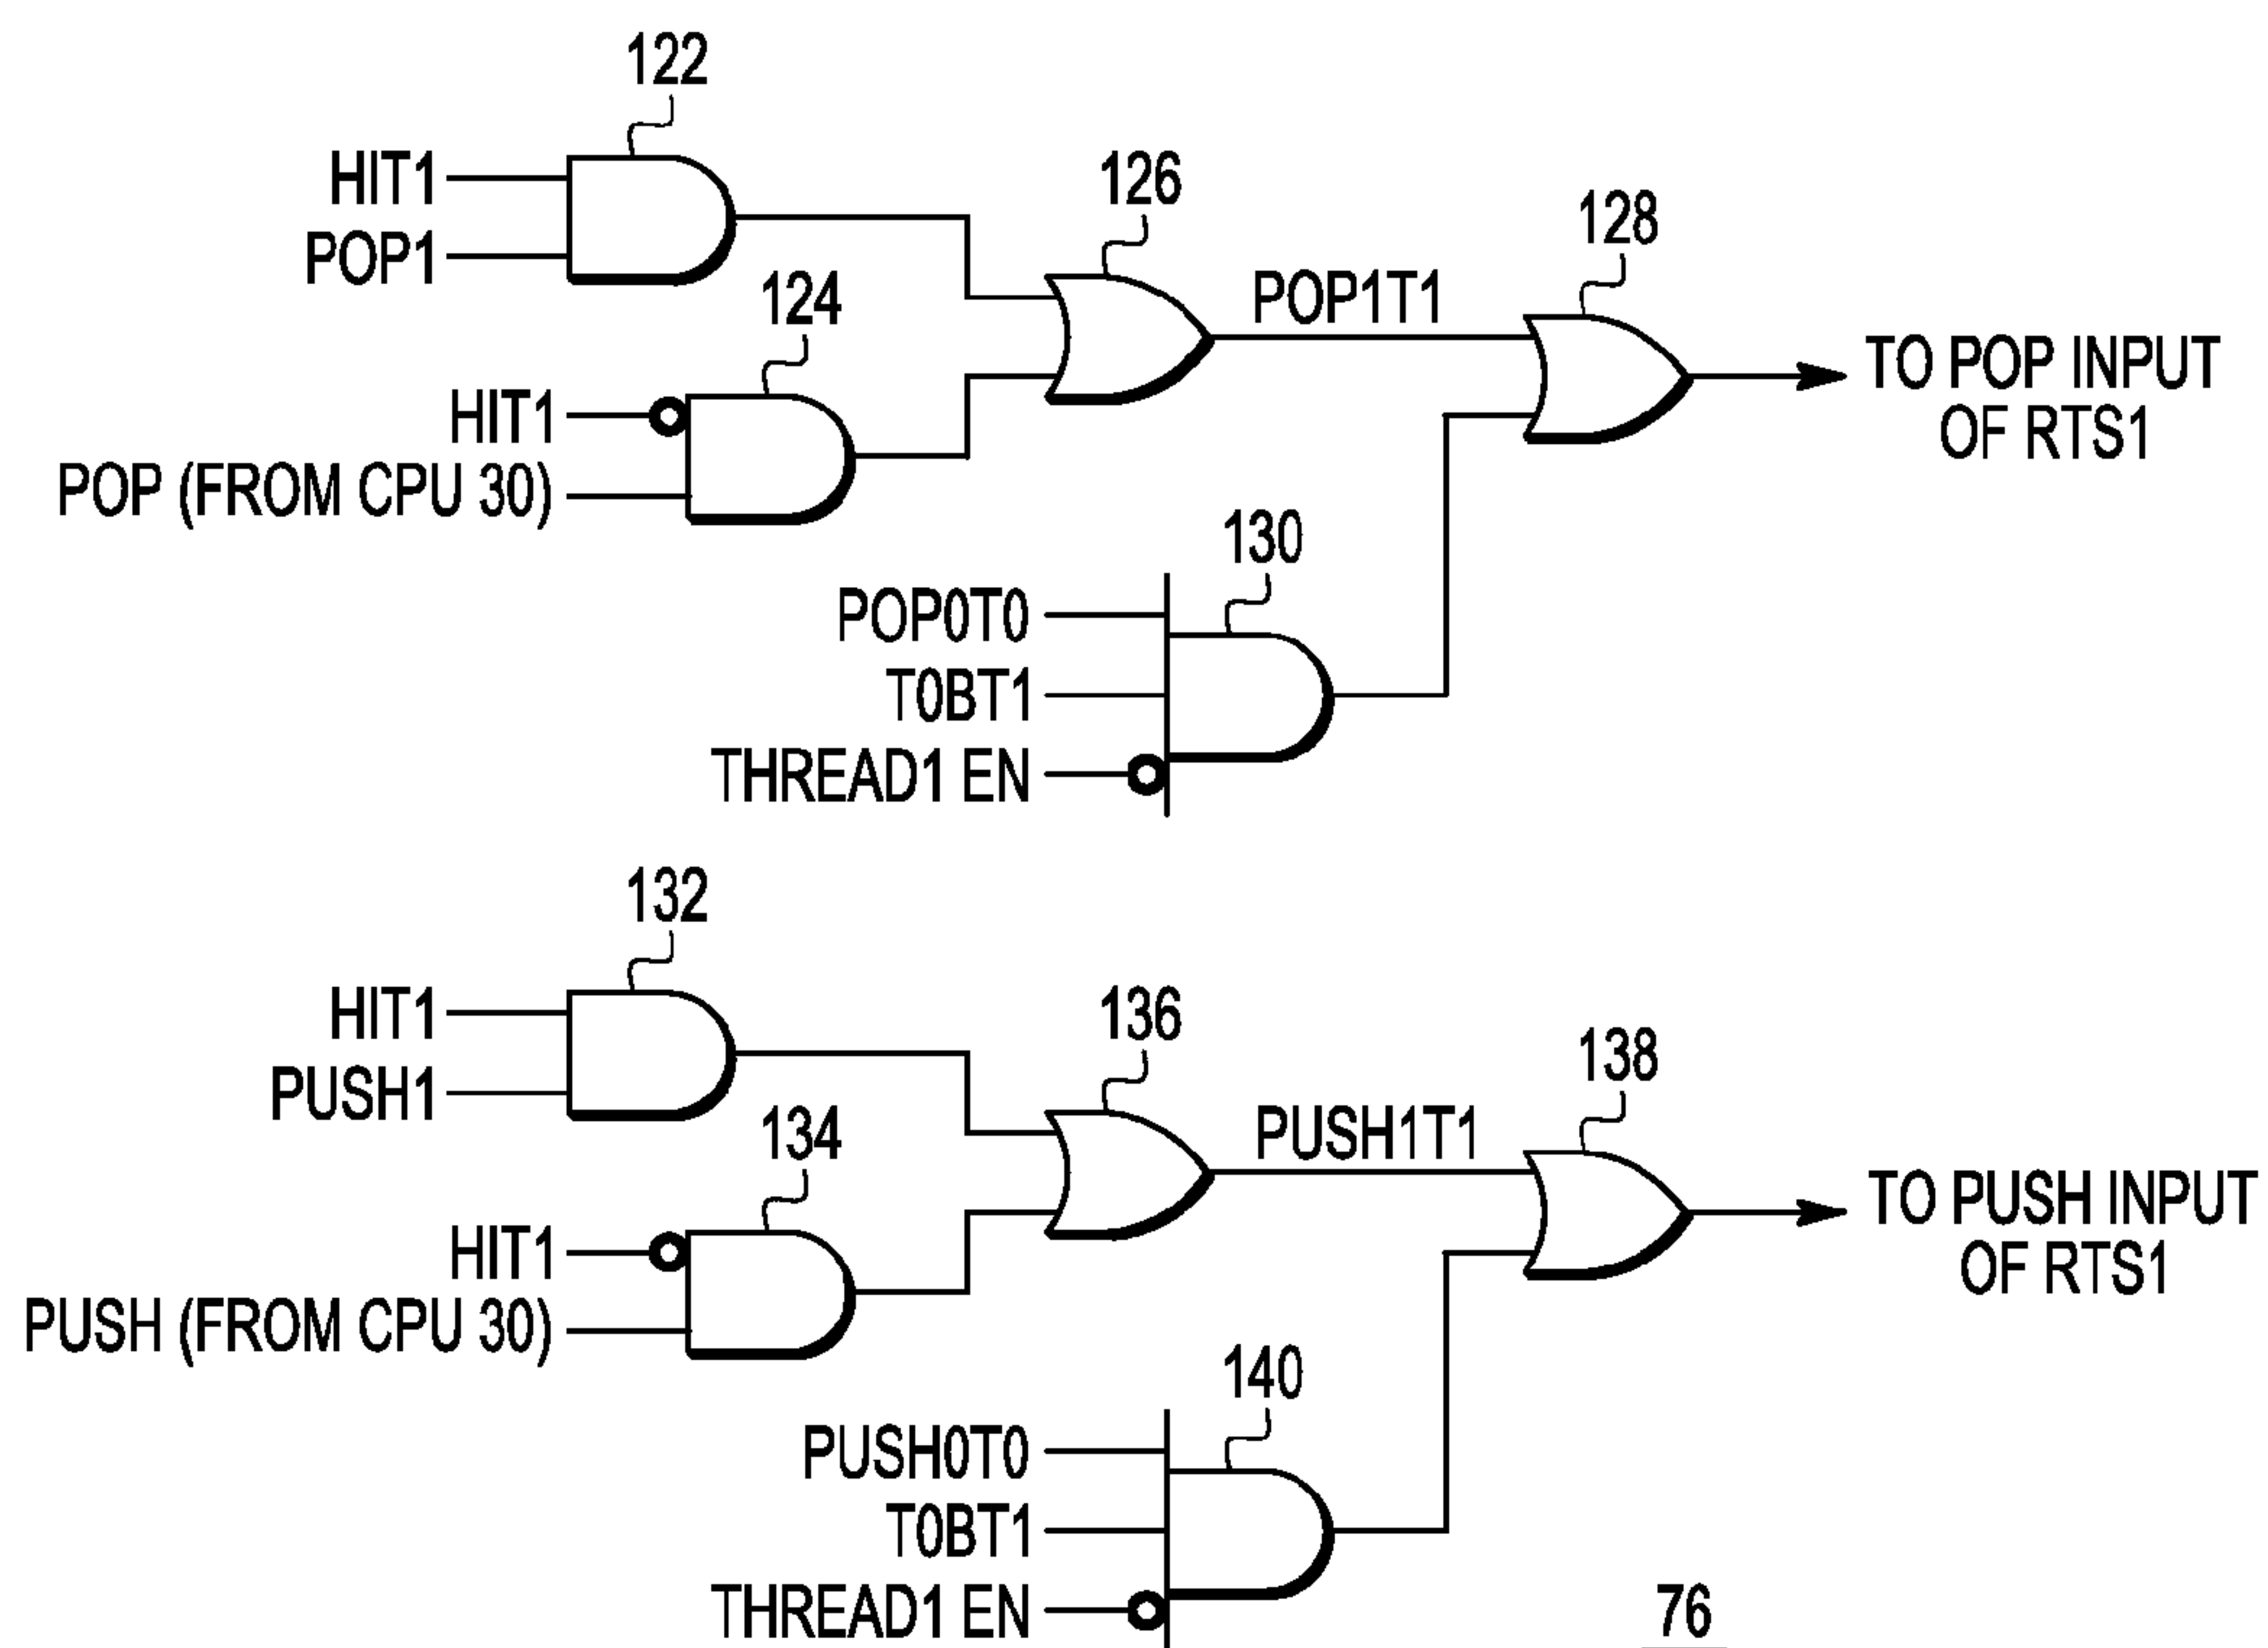 122
HIT1
POP1
126
128
124
POP1T1
HIT1
POP (FROM CPU 30)
TO POP INPUT
OF RTS1
130
POP0T0
T0BT1
THREAD1 EN
132
HIT1
PUSH1
136
138
134
PUSH1T1
HIT1
PUSH (FROM CPU 30)
TO PUSH INPUT
OF RTS1
140
PUSH0T0
T0BT1
THREAD1 EN
76